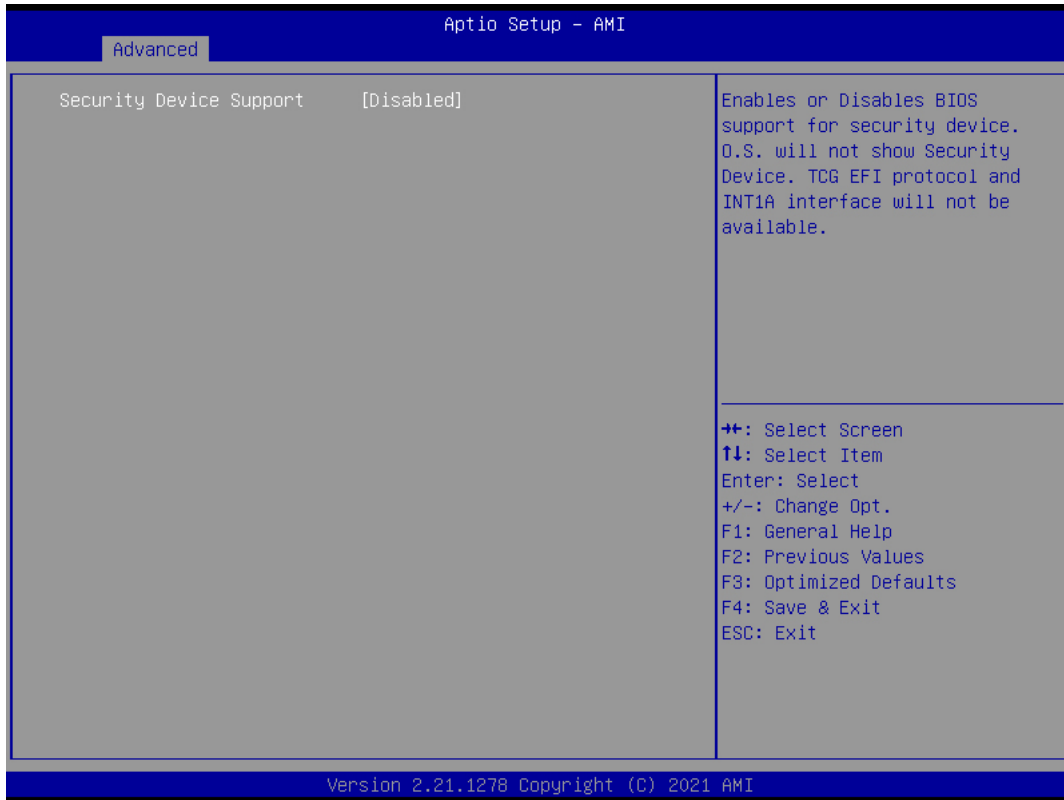 Aptio Setup – AMI
Advanced
Security Device Support [Disabled]
Enables or Disables BIOS
support for security device.
O.S. will not show Security
Device. TCG EFI protocol and
INT1A interface will not be
available.
→←: Select Screen
↑↓: Select Item
Enter: Select
+/-: Change Opt.
F1: General Help
F2: Previous Values
F3: Optimized Defaults
F4: Save & Exit
ESC: Exit
Version 2.21.1278 Copyright (C) 2021 AMI